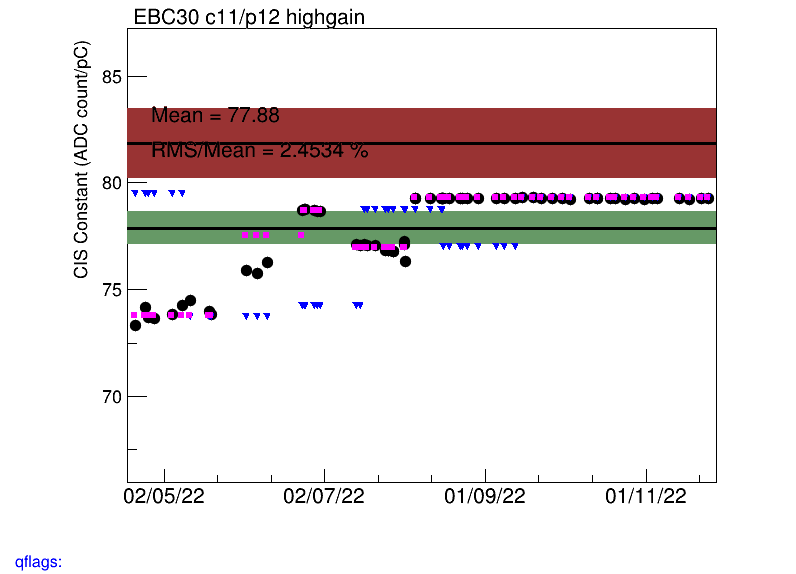 EBC30 c11/p12 highgain
CIS Constant (ADC count/pC)
85
80
75
70
Mean = 77.88
RMS/Mean = 2.4534 %
02/05/22 02/07/22 01/09/22 01/11/22
qflags: